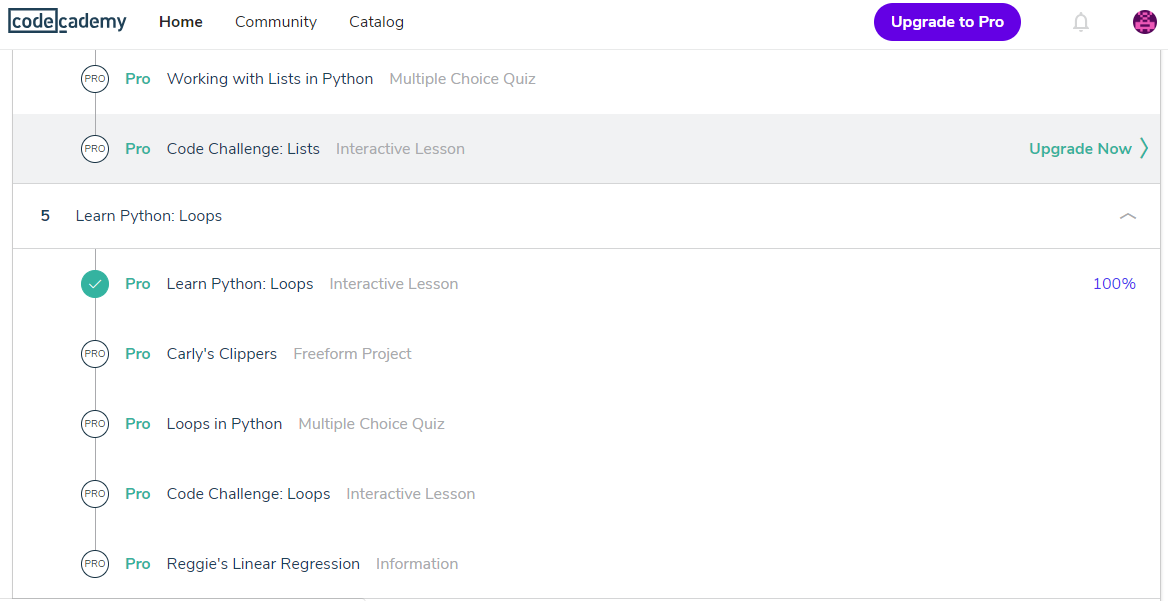 codecademy Home Community Catalog Upgrade to Pro
PRO Pro Working with Lists in Python Multiple Choice Quiz
PRO Pro Code Challenge: Lists Interactive Lesson Upgrade Now
5 Learn Python: Loops
Pro Learn Python: Loops Interactive Lesson 100%
PRO Pro Carly's Clippers Freeform Project
PRO Pro Loops in Python Multiple Choice Quiz
PRO Pro Code Challenge: Loops Interactive Lesson
PRO Pro Reggie's Linear Regression Information